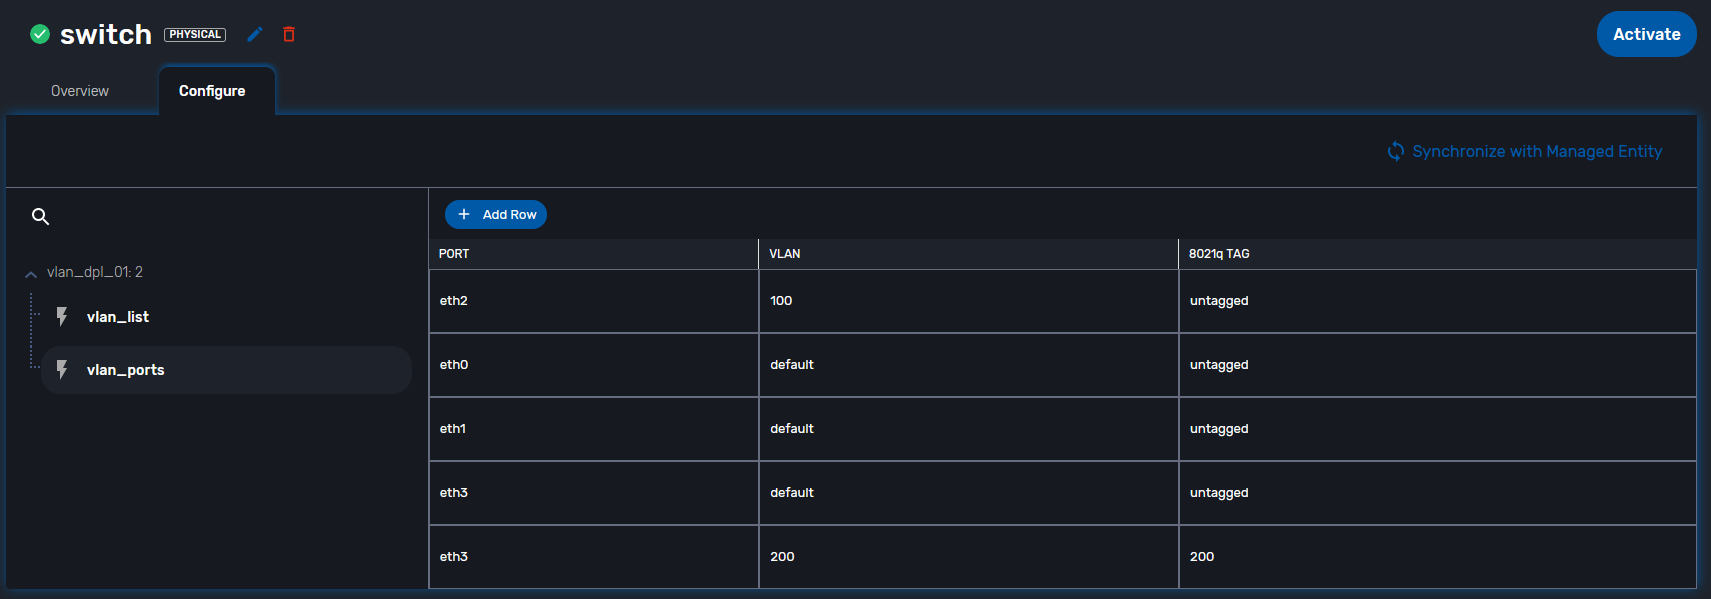 switch PHYSICAL
Activate
Overview Configure
Synchronize with Managed Entity
Add Row
PORT VLAN 8021q TAG
vlan_dpl_01: 2
eth2 100 untagged
vlan_list
eth0 default untagged
vlan_ports
eth1 default untagged
eth3 default untagged
eth3 200 200